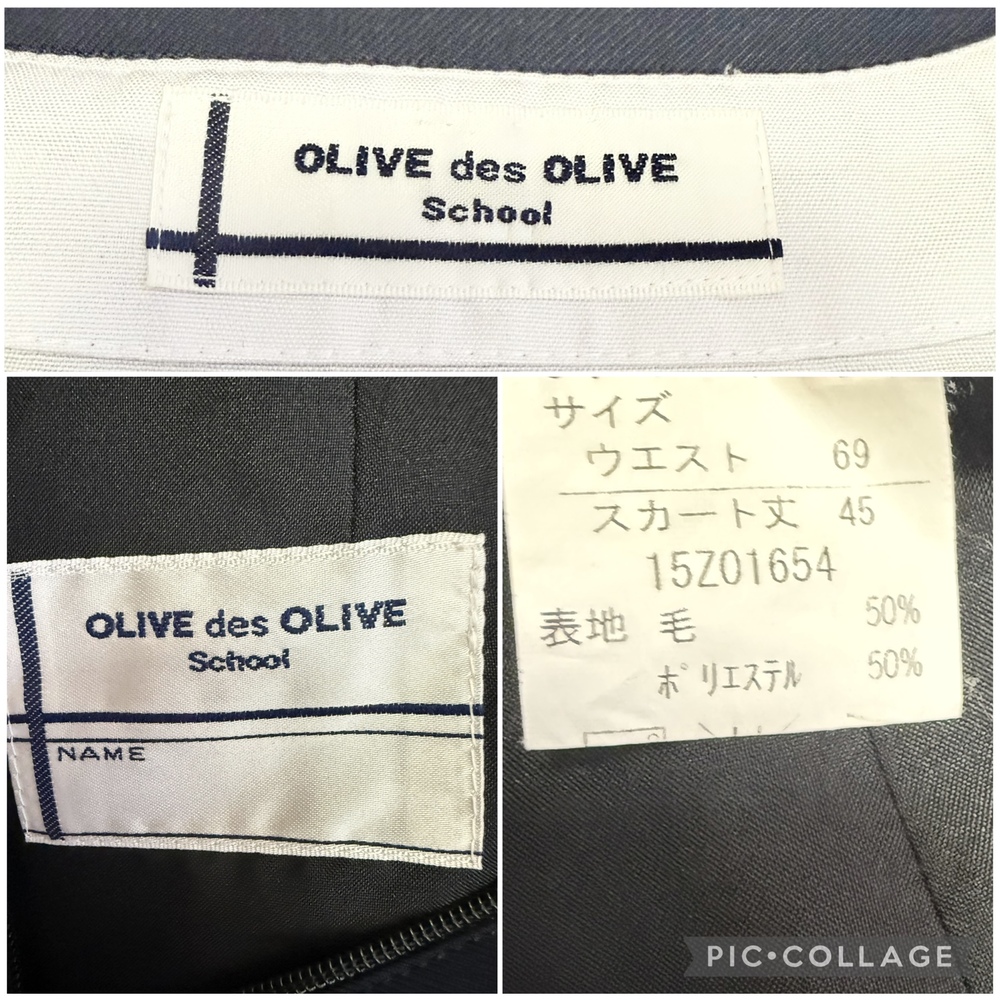 OLIVE des OLIVE
School
OLIVE des OLIVE
School
NAME
サイズ
ウエスト 69
スカート丈 45
15Z01654
表地 毛 50%
ポリエステル 50%
PIC•COLLAGE